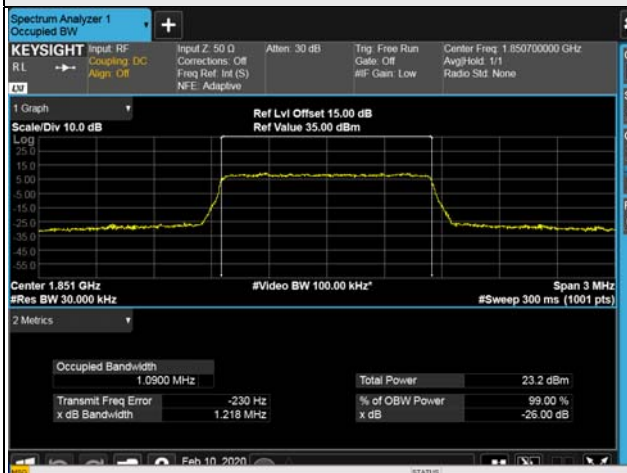 Spectrum Analyzer 1
Occupied BW
+
KEYSIGHT Input: RF Input Z: 50 Ω Atten: 30 dB Trig: Free Run Center Freq: 1.850700000 GHz
RL Coupling: DC Corrections: Off Gate: Off Avg|Hold: 1/1
Align: Off Freq Ref: Int (S) #IF Gain: Low Radio Std: None
LXI NFE: Adaptive
1 Graph
Ref Lvl Offset 15.00 dB
Scale/Div 10.0 dB Ref Value 35.00 dBm
Log
25.0
15.0
5.00
-5.00
-15.0
-25.0
-35.0
-45.0
-55.0
Center 1.851 GHz #Video BW 100.00 kHz* Span 3 MHz
#Res BW 30.000 kHz #Sweep 300 ms (1001 pts)
2 Metrics
Occupied Bandwidth
1.0900 MHz Total Power 23.2 dBm
Transmit Freq Error -230 Hz % of OBW Power 99.00 %
x dB Bandwidth 1.218 MHz x dB -26.00 dB
Feb 10, 2020
MSG STATUS